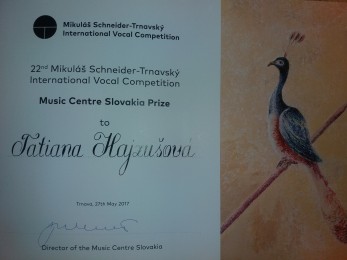 Mikuláš Schneider-Trnavský
International Vocal Competition
22nd Mikuláš Schneider-Trnavský
International Vocal Competition
Music Centre Slovakia Prize
to
Tatiana Hajzušová
Trnava, 27th May 2017
Director of the Music Centre Slovakia